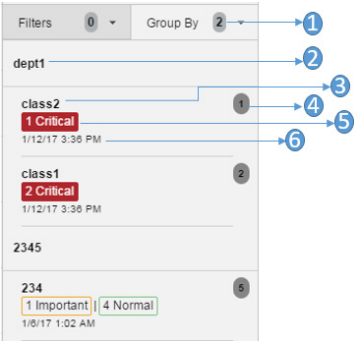 Filters 0 Group By 2 1
dept1 2
class2 3
1 4
1 Critical 5
1/12/17 3:36 PM 6
class1 2
2 Critical
1/12/17 3:36 PM
2345
234 5
1 Important | 4 Normal
1/6/17 1:02 AM